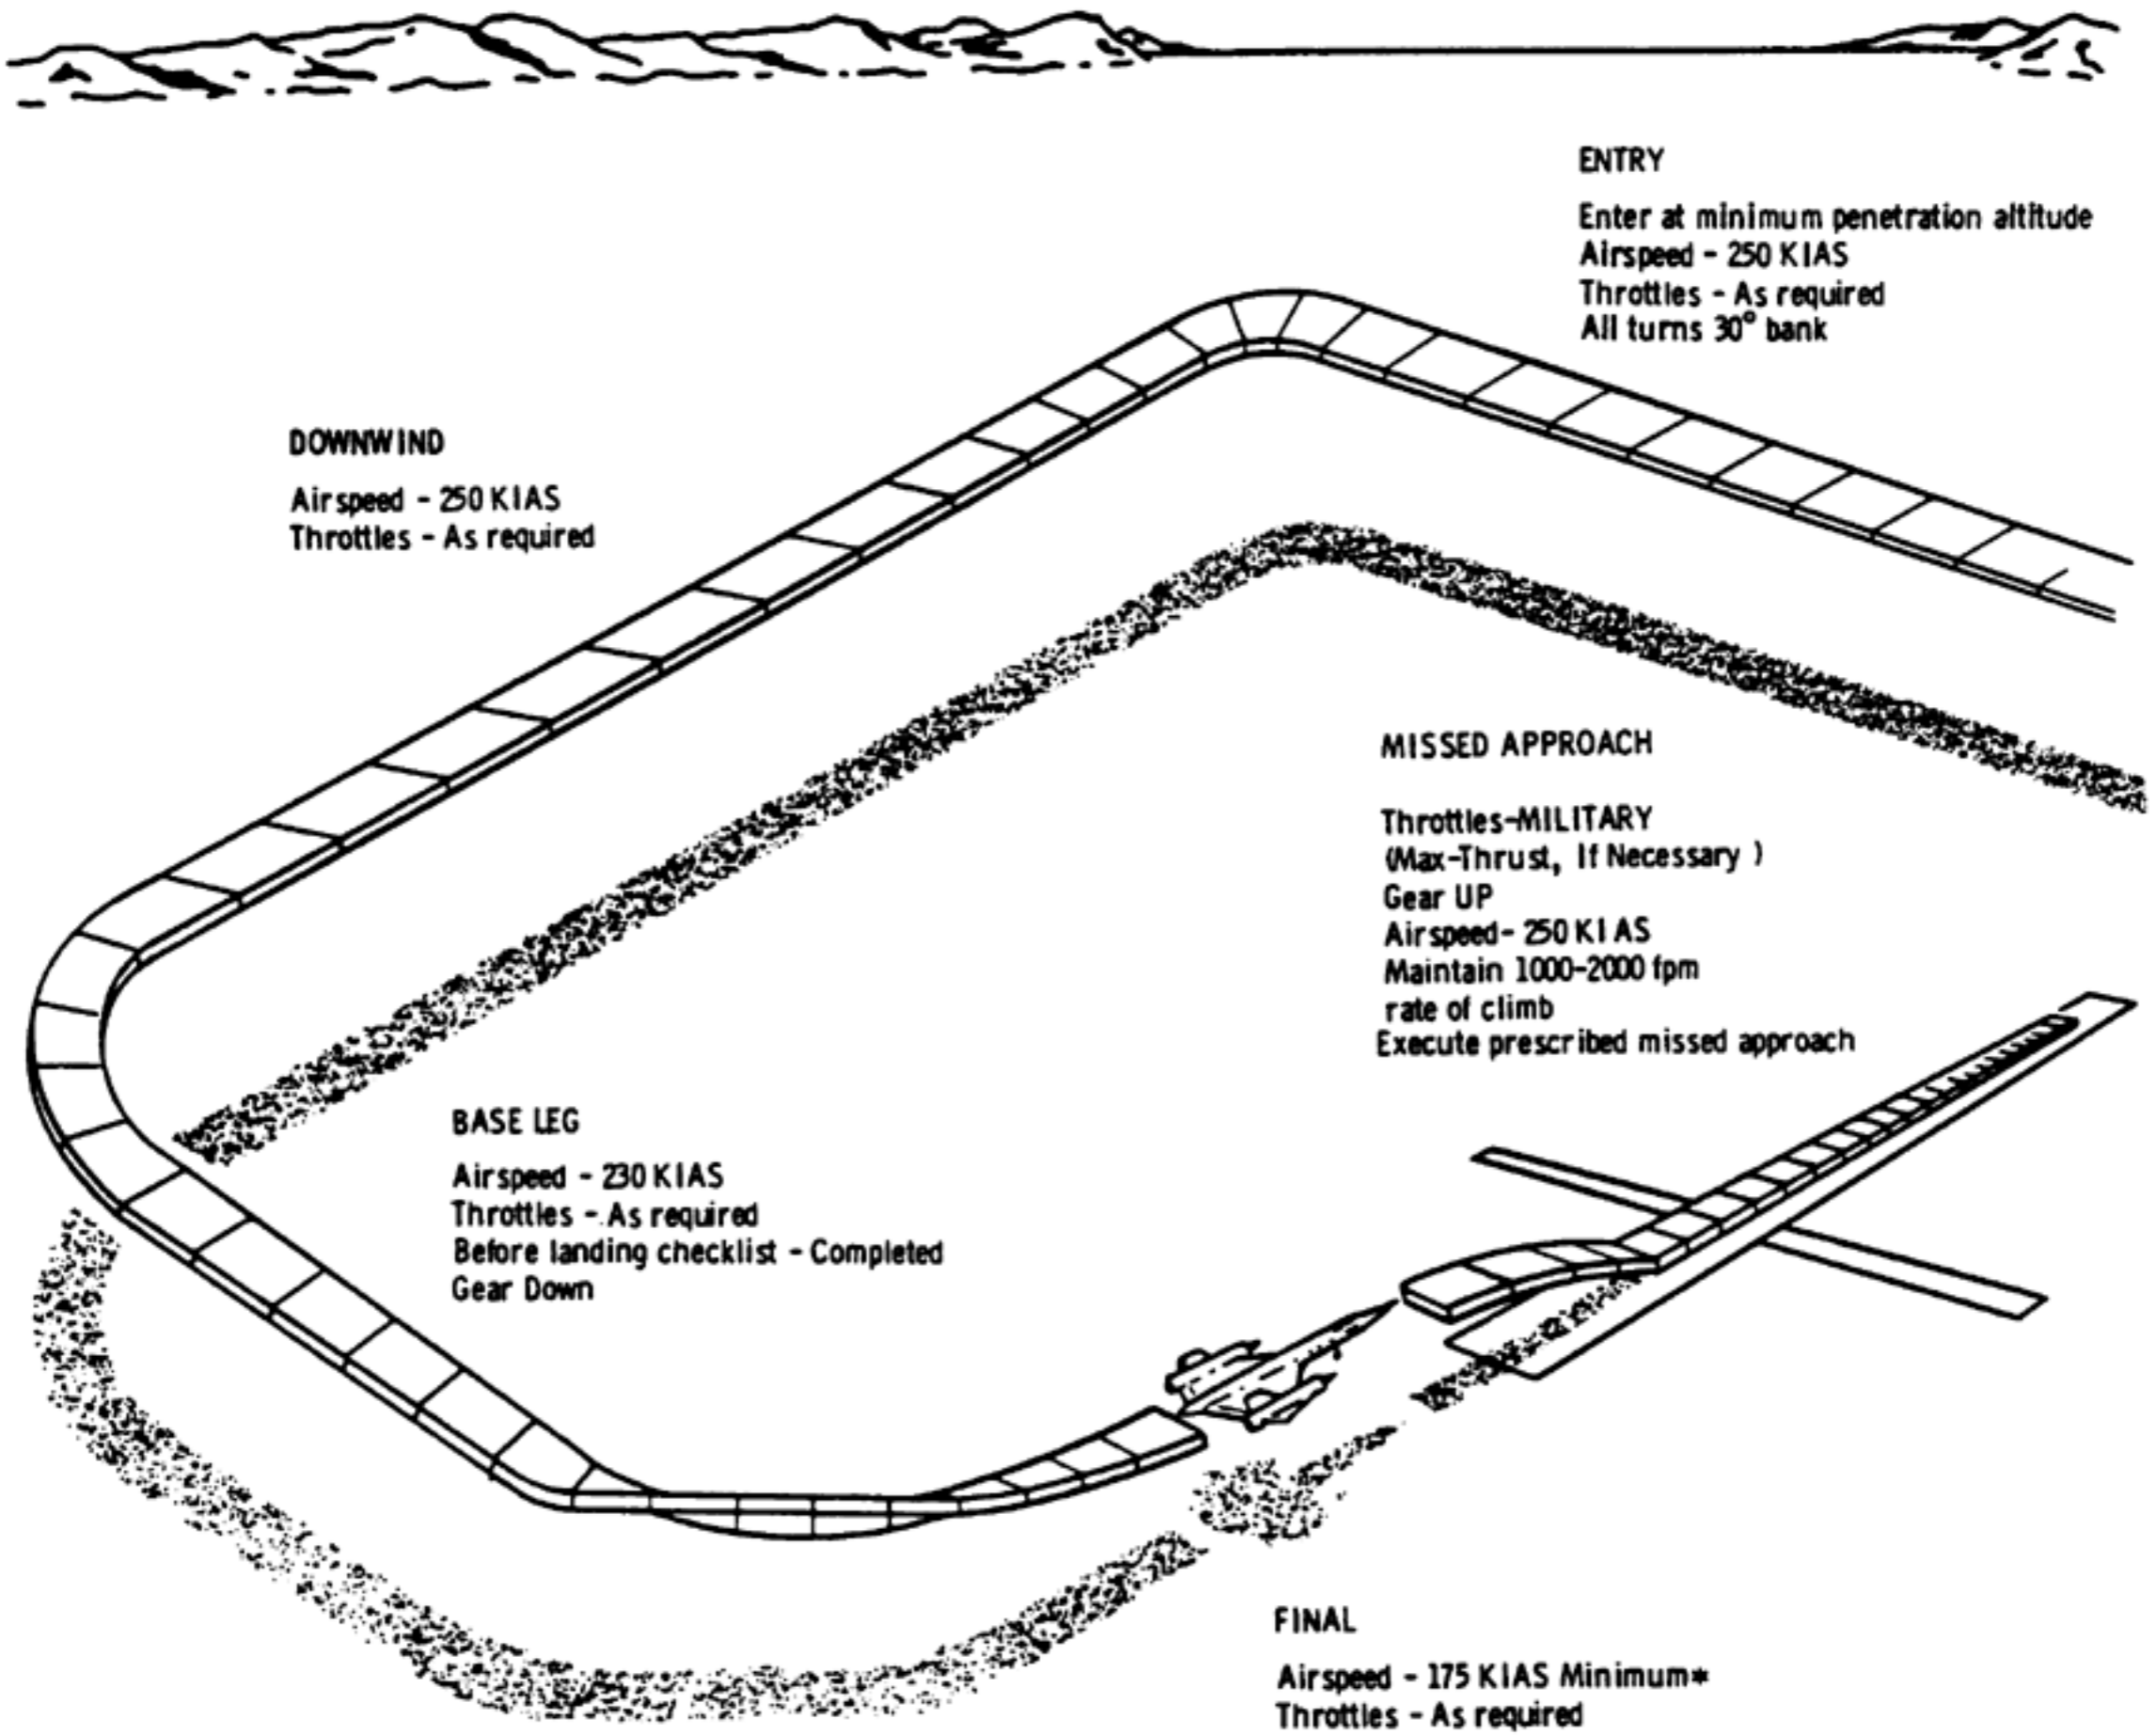 ENTRY
Enter at minimum penetration altitude
Airspeed - 250 KIAS
Throttles - As required
All turns 30° bank
DOWNWIND
Airspeed - 250 KIAS
Throttles - As required
MISSED APPROACH
Throttles-MILITARY
(Max-Thrust, If Necessary )
Gear UP
Airspeed- 250 KIAS
Maintain 1000-2000 fpm
rate of climb
Execute prescribed missed approach
BASE LEG
Airspeed - 230 KIAS
Throttles - As required
Before landing checklist - Completed
Gear Down
FINAL
Airspeed - 175 KIAS Minimum*
Throttles - As required